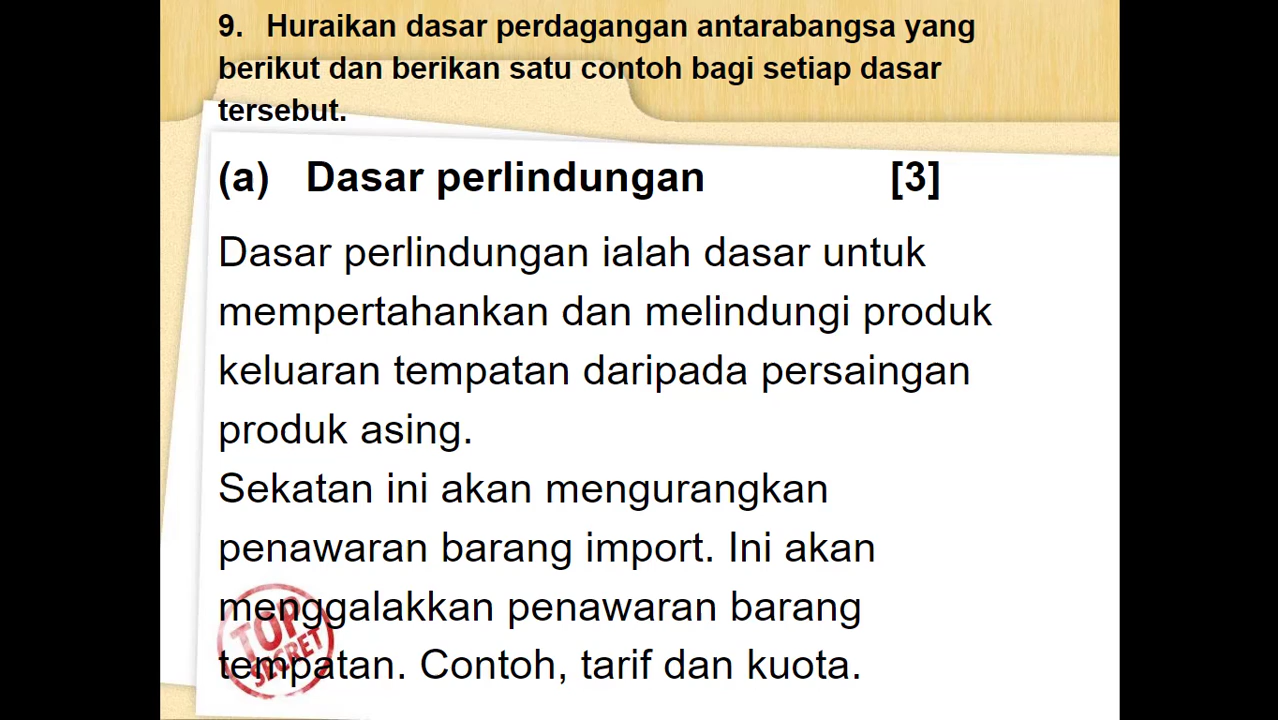 9. Huraikan dasar perdagangan antarabangsa yang
berikut dan berikan satu contoh bagi setiap dasar
tersebut.
(a) Dasar perlindungan [3]
Dasar perlindungan ialah dasar untuk
mempertahankan dan melindungi produk
keluaran tempatan daripada persaingan
produk asing.
Sekatan ini akan mengurangkan
penawaran barang import. Ini akan
menggalakkan penawaran barang
tempatan. Contoh, tarif dan kuota.
TOP
SECRET